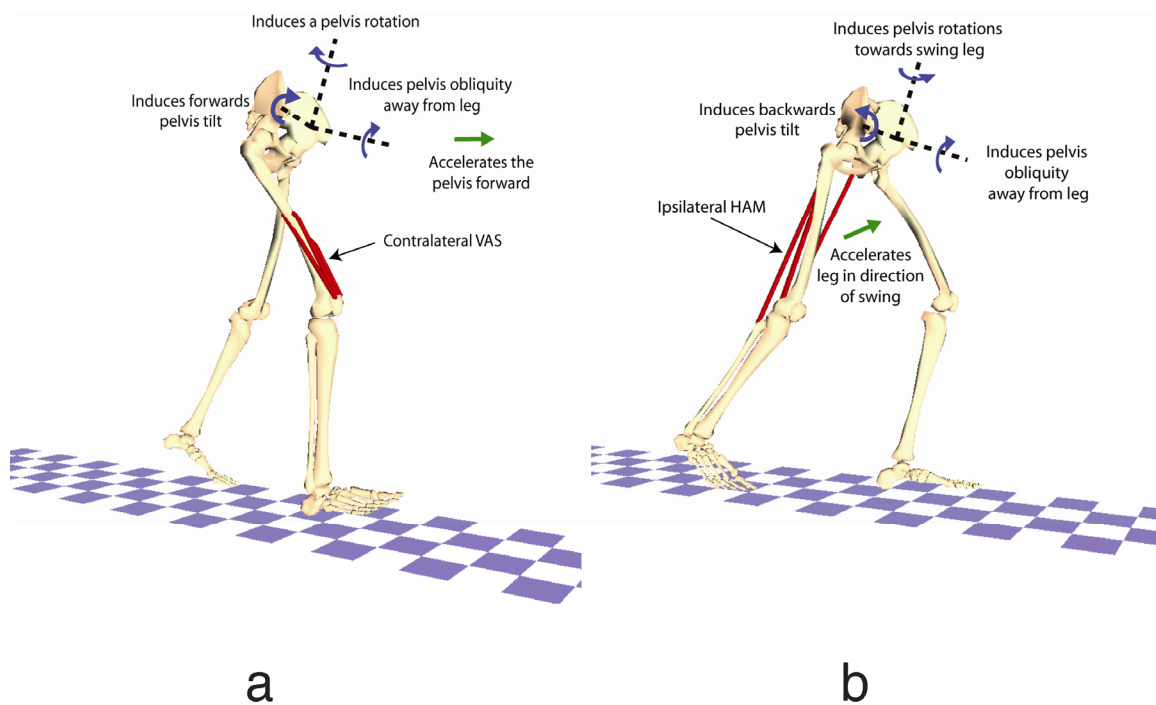 Induces a pelvis rotation
Induces pelvis obliquity
away from leg
Induces forwards
pelvis tilt
Accelerates the
pelvis forward
Contralateral VAS
a
Induces pelvis rotations
towards swing leg
Induces backwards
pelvis tilt
Induces pelvis
obliquity
away from leg
Ipsilateral HAM
Accelerates
leg in direction
of swing
b